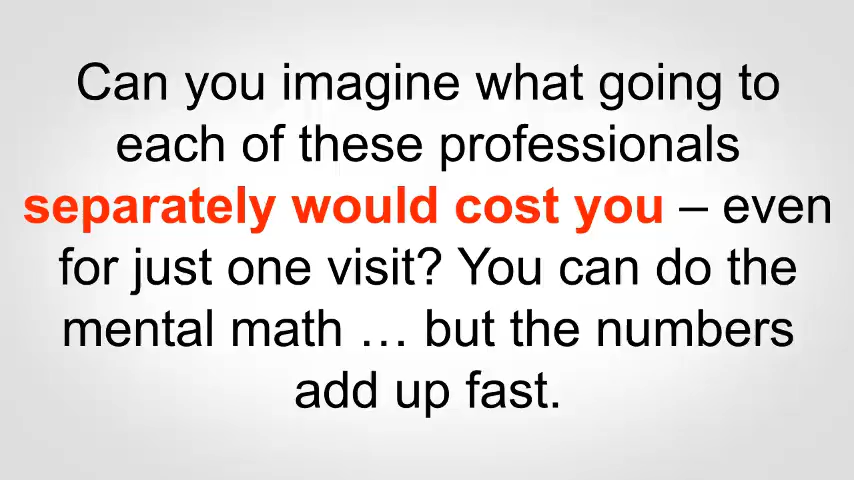 Can you imagine what going to
each of these professionals
separately would cost you – even
for just one visit? You can do the
mental math … but the numbers
add up fast.